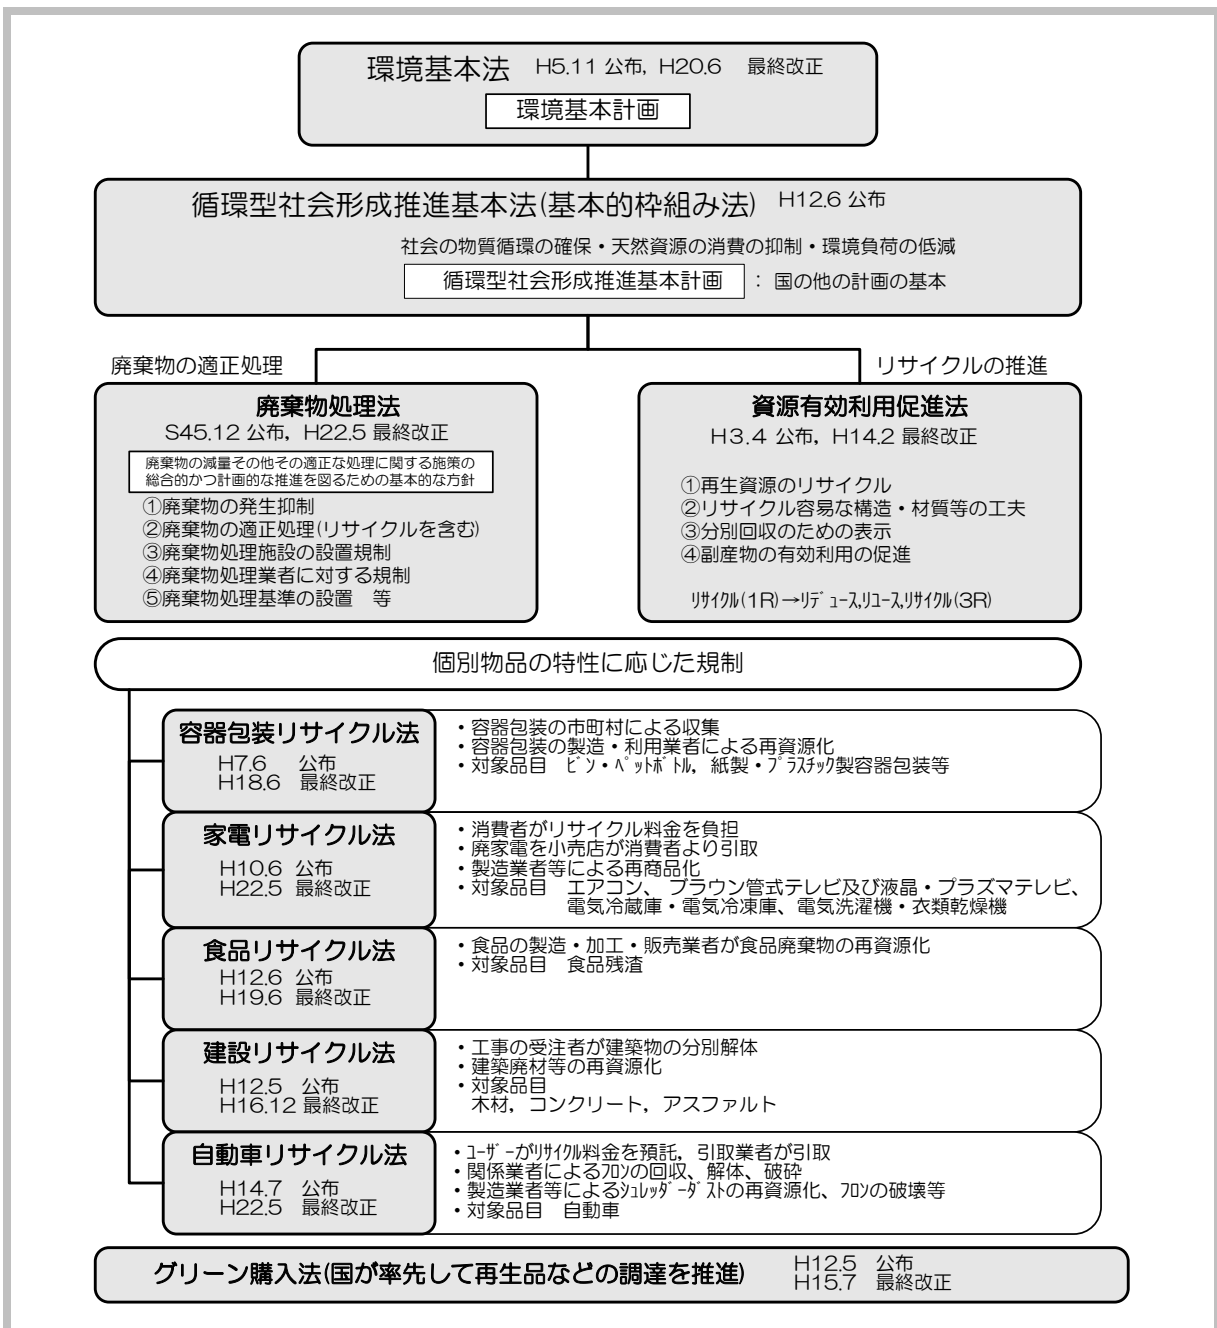 環境基本法 H5.11 公布, H20.6 最終改正
環境基本計画
循環型社会形成推進基本法(基本的枠組み法) H12.6 公布
社会の物質循環の確保・天然資源の消費の抑制・環境負荷の低減
循環型社会形成推進基本計画 : 国の他の計画の基本
廃棄物の適正処理
廃棄物処理法
S45.12 公布, H22.5 最終改正
廃棄物の減量その他その適正な処理に関する施策の
総合的かつ計画的な推進を図るための基本的な方針
①廃棄物の発生抑制
②廃棄物の適正処理(リサイクルを含む)
③廃棄物処理施設の設置規制
④廃棄物処理業者に対する規制
⑤廃棄物処理基準の設置 等
リサイクルの推進
資源有効利用促進法
H3.4 公布, H14.2 最終改正
①再生資源のリサイクル
②リサイクル容易な構造・材質等の工夫
③分別回収のための表示
④副産物の有効利用の促進
ﾘｻｲｸﾙ(1R)→ﾘﾃﾞｭｰｽ,ﾘﾕｰｽ,ﾘｻｲｸﾙ(3R)
個別物品の特性に応じた規制
容器包装リサイクル法
H7.6 公布
H18.6 最終改正
・容器包装の市町村による収集
・容器包装の製造・利用業者による再資源化
・対象品目 ﾋﾞﾝ・ﾍﾟｯﾄﾎﾞﾄﾙ, 紙製・ﾌﾟﾗｽﾁｯｸ製容器包装等
家電リサイクル法
H10.6 公布
H22.5 最終改正
・消費者がリサイクル料金を負担
・廃家電を小売店が消費者より引取
・製造業者等による再商品化
・対象品目 エアコン、ブラウン管式テレビ及び液晶・プラズマテレビ、
電気冷蔵庫・電気冷凍庫、電気洗濯機・衣類乾燥機
食品リサイクル法
H12.6 公布
H19.6 最終改正
・食品の製造・加工・販売業者が食品廃棄物の再資源化
・対象品目 食品残渣
建設リサイクル法
H12.5 公布
H16.12 最終改正
・工事の受注者が建築物の分別解体
・建築廃材等の再資源化
・対象品目
木材, コンクリート, アスファルト
自動車リサイクル法
H14.7 公布
H22.5 最終改正
・ﾕｰｻﾞｰがﾘｻｲｸﾙ料金を預託, 引取業者が引取
・関係業者によるﾌﾛﾝの回収、解体、破砕
・製造業者等によるｼｭﾚｯﾀﾞｰﾀﾞｽﾄの再資源化、ﾌﾛﾝの破壊等
・対象品目 自動車
グリーン購入法(国が率先して再生品などの調達を推進)
H12.5 公布
H15.7 最終改正